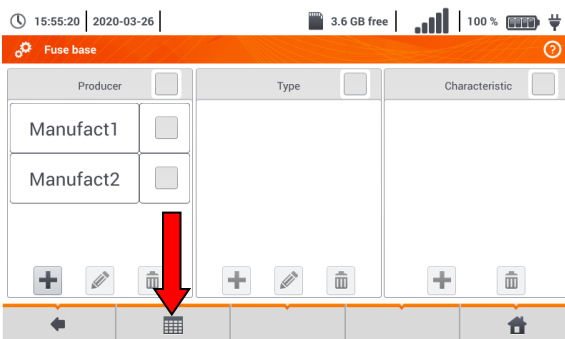 15:55:20 2020-03-26 3.6 GB free 100 %
Fuse base ?
Producer Type Characteristic
Manufact1
Manufact2